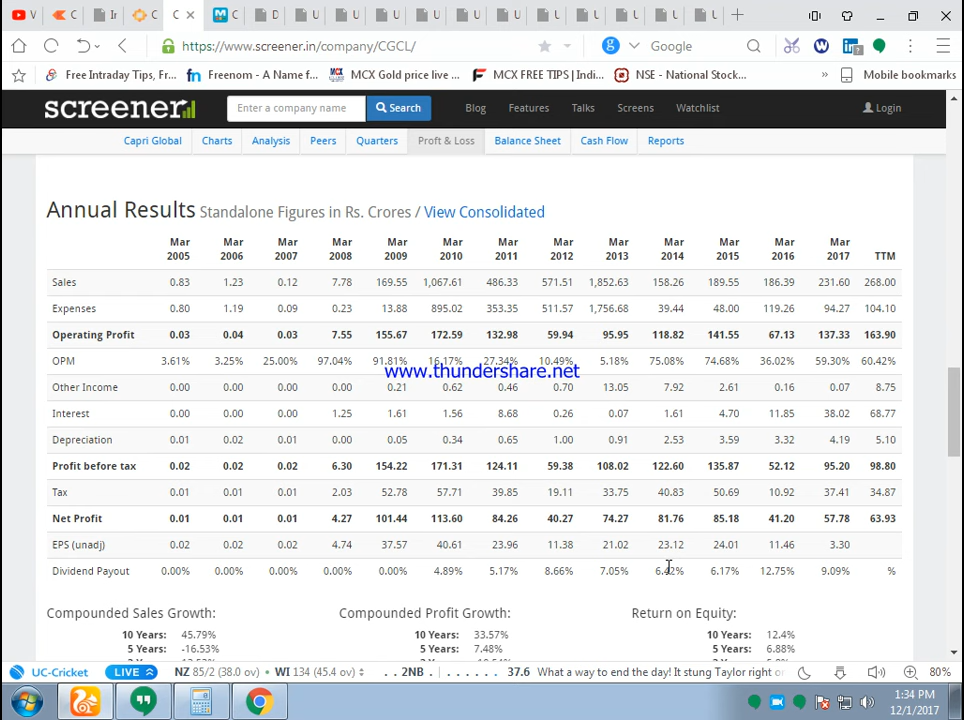 V C In C C C D U U U U U U U U U U
https://www.screener.in/company/CGCL/ Google
Free Intraday Tips, Fr... Freenom - A Name f... MCX Gold price live ... MCX FREE TIPS | Indi... NSE - National Stock... » Mobile bookmarks
screener Enter a company name Search Blog Features Talks Screens Watchlist Login
Capri Global Charts Analysis Peers Quarters Profit & Loss Balance Sheet Cash Flow Reports
Annual Results Standalone Figures in Rs. Crores / View Consolidated
Mar Mar Mar Mar Mar Mar Mar Mar Mar Mar Mar Mar Mar
2005 2006 2007 2008 2009 2010 2011 2012 2013 2014 2015 2016 2017 TTM
Sales 0.83 1.23 0.12 7.78 169.55 1,067.61 486.33 571.51 1,852.63 158.26 189.55 186.39 231.60 268.00
Expenses 0.80 1.19 0.09 0.23 13.88 895.02 353.35 511.57 1,756.68 39.44 48.00 119.26 94.27 104.10
Operating Profit 0.03 0.04 0.03 7.55 155.67 172.59 132.98 59.94 95.95 118.82 141.55 67.13 137.33 163.90
OPM 3.61% 3.25% 25.00% 97.04% 91.81% 16.17% 27.34% 10.49% 5.18% 75.08% 74.68% 36.02% 59.30% 60.42%
www.thundershare.net
Other Income 0.00 0.00 0.00 0.00 0.21 0.62 0.46 0.70 13.05 7.92 2.61 0.16 0.07 8.75
Interest 0.00 0.00 0.00 1.25 1.61 1.56 8.68 0.26 0.07 1.61 4.70 11.85 38.02 68.77
Depreciation 0.01 0.02 0.01 0.00 0.05 0.34 0.65 1.00 0.91 2.53 3.59 3.32 4.19 5.10
Profit before tax 0.02 0.02 0.02 6.30 154.22 171.31 124.11 59.38 108.02 122.60 135.87 52.12 95.20 98.80
Tax 0.01 0.01 0.01 2.03 52.78 57.71 39.85 19.11 33.75 40.83 50.69 10.92 37.41 34.87
Net Profit 0.01 0.01 0.01 4.27 101.44 113.60 84.26 40.27 74.27 81.76 85.18 41.20 57.78 63.93
EPS (unadj) 0.02 0.02 0.02 4.74 37.57 40.61 23.96 11.38 21.02 23.12 24.01 11.46 3.30
Dividend Payout 0.00% 0.00% 0.00% 0.00% 0.00% 4.89% 5.17% 8.66% 7.05% 6.42% 6.17% 12.75% 9.09% %
Compounded Sales Growth: Compounded Profit Growth: Return on Equity:
10 Years: 45.79% 10 Years: 33.57% 10 Years: 12.4%
5 Years: -16.53% 5 Years: 7.48% 5 Years: 6.88%
UC-Cricket LIVE NZ 85/2 (38.0 ov) • WI 134 (45.4 ov) . . 2NB . . . . . . . 37.6 What a way to end the day! It stung Taylor right 80%
1:34 PM
12/1/2017